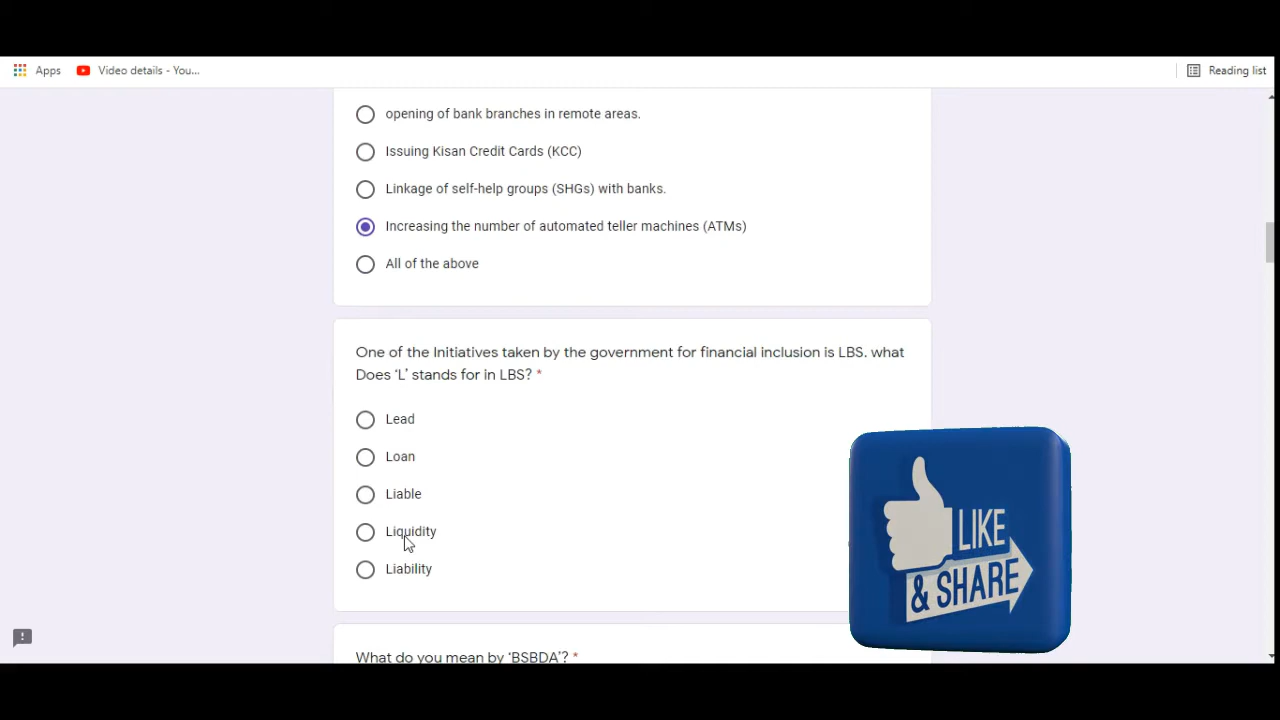 Apps
Video details - You...
Reading list
opening of bank branches in remote areas.
Issuing Kisan Credit Cards (KCC)
Linkage of self-help groups (SHGs) with banks.
Increasing the number of automated teller machines (ATMs)
All of the above
One of the Initiatives taken by the government for financial inclusion is LBS. what
Does ‘L’ stands for in LBS? *
Lead
Loan
Liable
Liquidity
Liability
LIKE
& SHARE
What do you mean by ‘BSBDA’? *